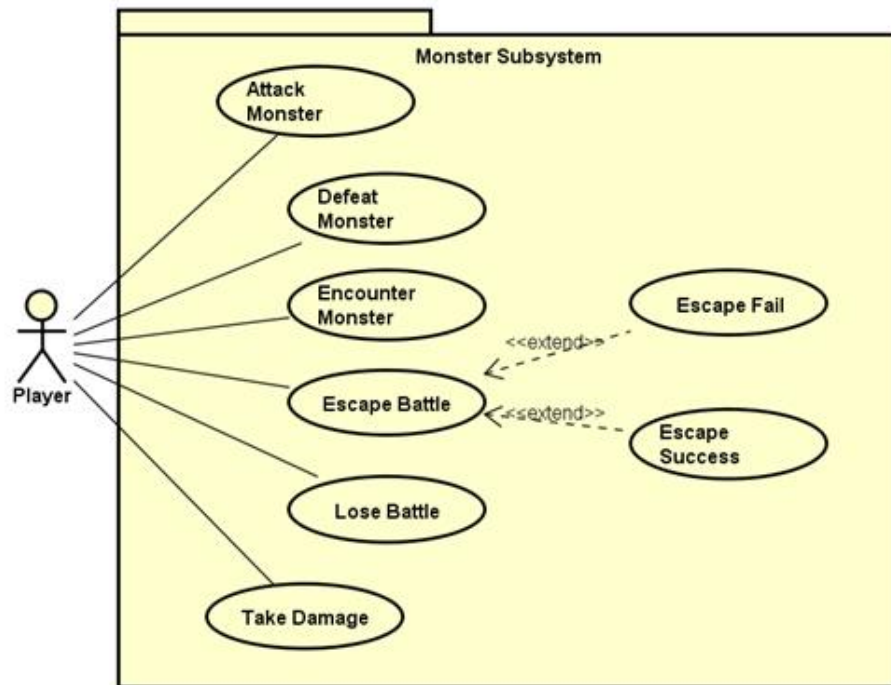 Monster Subsystem
Attack
Monster
Defeat
Monster
Encounter
Monster
Escape Fail
<<extend>>
Player
Escape Battle
<<extend>>
Escape
Success
Lose Battle
Take Damage